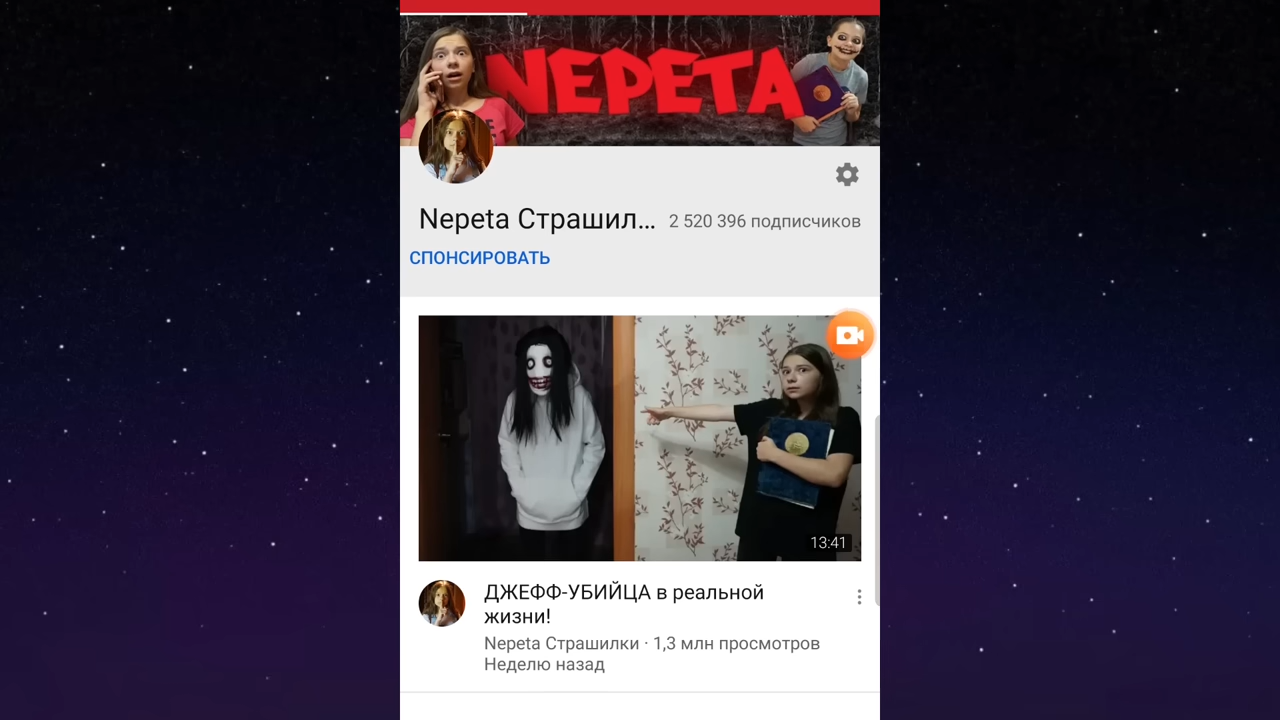 NEPETA
Nepeta Страшил... 2 520 396 подписчиков
СПОНСИРОВАТЬ
13:41
ДЖЕФФ-УБИЙЦА в реальной
жизни!
Nepeta Страшилки · 1,3 млн просмотров
Неделю назад